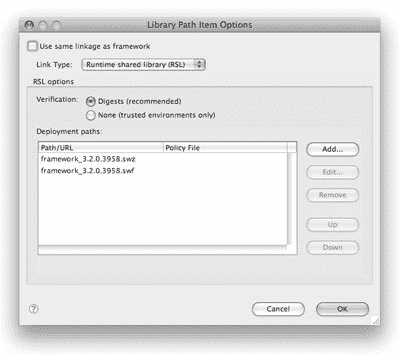 Library Path Item Options
Use same linkage as framework
Link Type: Runtime shared library (RSL)
RSL options
Verification: Digests (recommended)
None (trusted environments only)
Deployment paths:
Path/URL Policy File
framework_3.2.0.3958.swz
framework_3.2.0.3958.swf
Add...
Edit...
Remove
Up
Down
? Cancel OK